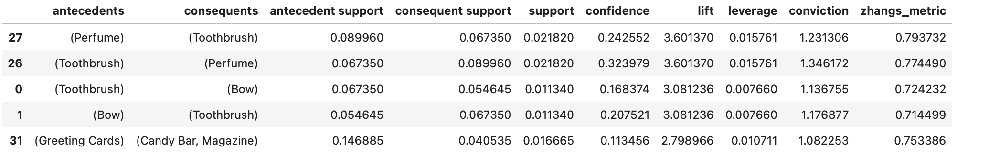 antecedents consequents antecedent support consequent support support confidence lift leverage conviction zhangs_metric
27 (Perfume) (Toothbrush) 0.089960 0.067350 0.021820 0.242552 3.601370 0.015761 1.231306 0.793732
26 (Toothbrush) (Perfume) 0.067350 0.089960 0.021820 0.323979 3.601370 0.015761 1.346172 0.774490
0 (Toothbrush) (Bow) 0.067350 0.054645 0.011340 0.168374 3.081236 0.007660 1.136755 0.724232
1 (Bow) (Toothbrush) 0.054645 0.067350 0.011340 0.207521 3.081236 0.007660 1.176877 0.714499
31 (Greeting Cards) (Candy Bar, Magazine) 0.146885 0.040535 0.016665 0.113456 2.798966 0.010711 1.082253 0.753386